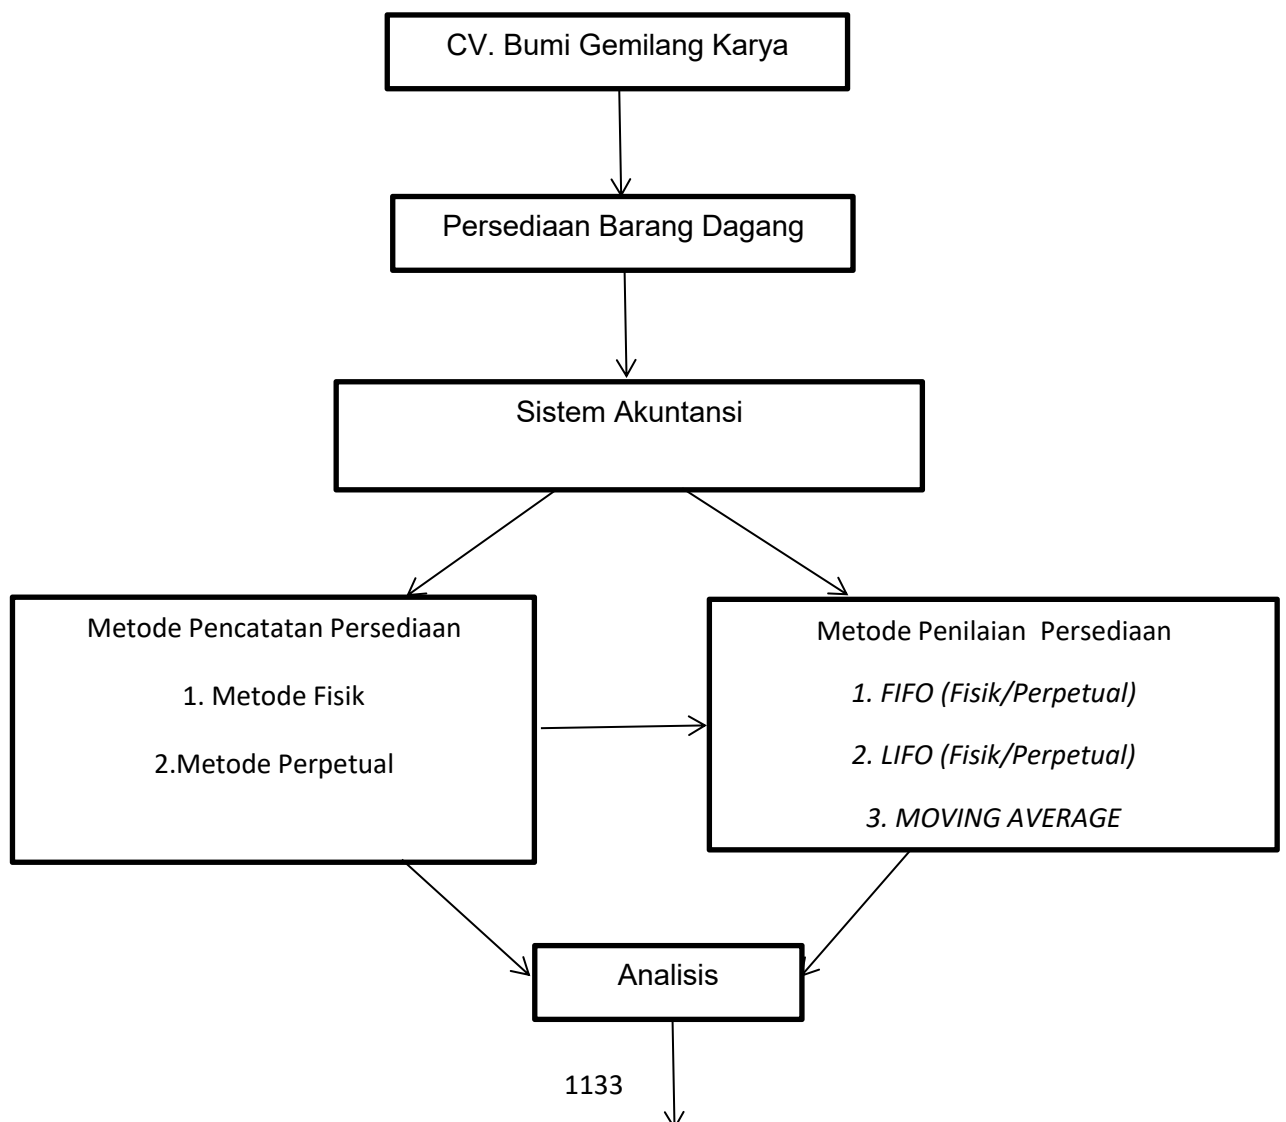 CV. Bumi Gemilang Karya
Persediaan Barang Dagang
Sistem Akuntansi
Metode Pencatatan Persediaan
1. Metode Fisik
2.Metode Perpetual
Metode Penilaian  Persediaan
1. FIFO (Fisik/Perpetual)
2. LIFO (Fisik/Perpetual)
3. MOVING AVERAGE
Analisis
1133